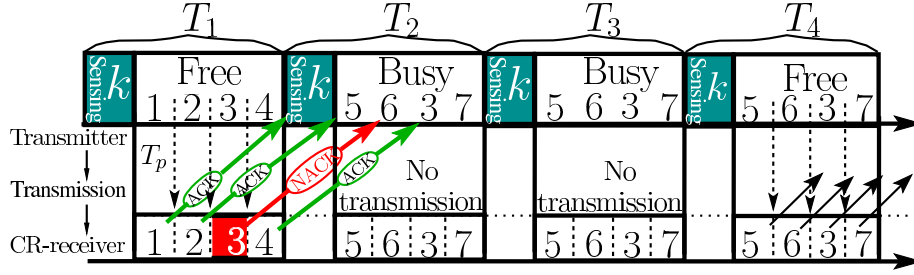 T1 T2 T3 T4
Sensing k Free Sensing k Busy Sensing k Busy Sensing k Free
1 2 3 4 5 6 3 7 5 6 3 7 5 6 3 7
Transmitter
Tp
ACK ACK NACK ACK
Transmission
No transmission
No transmission
CR-receiver
1 2 3 4 5 6 3 7 5 6 3 7 5 6 3 7